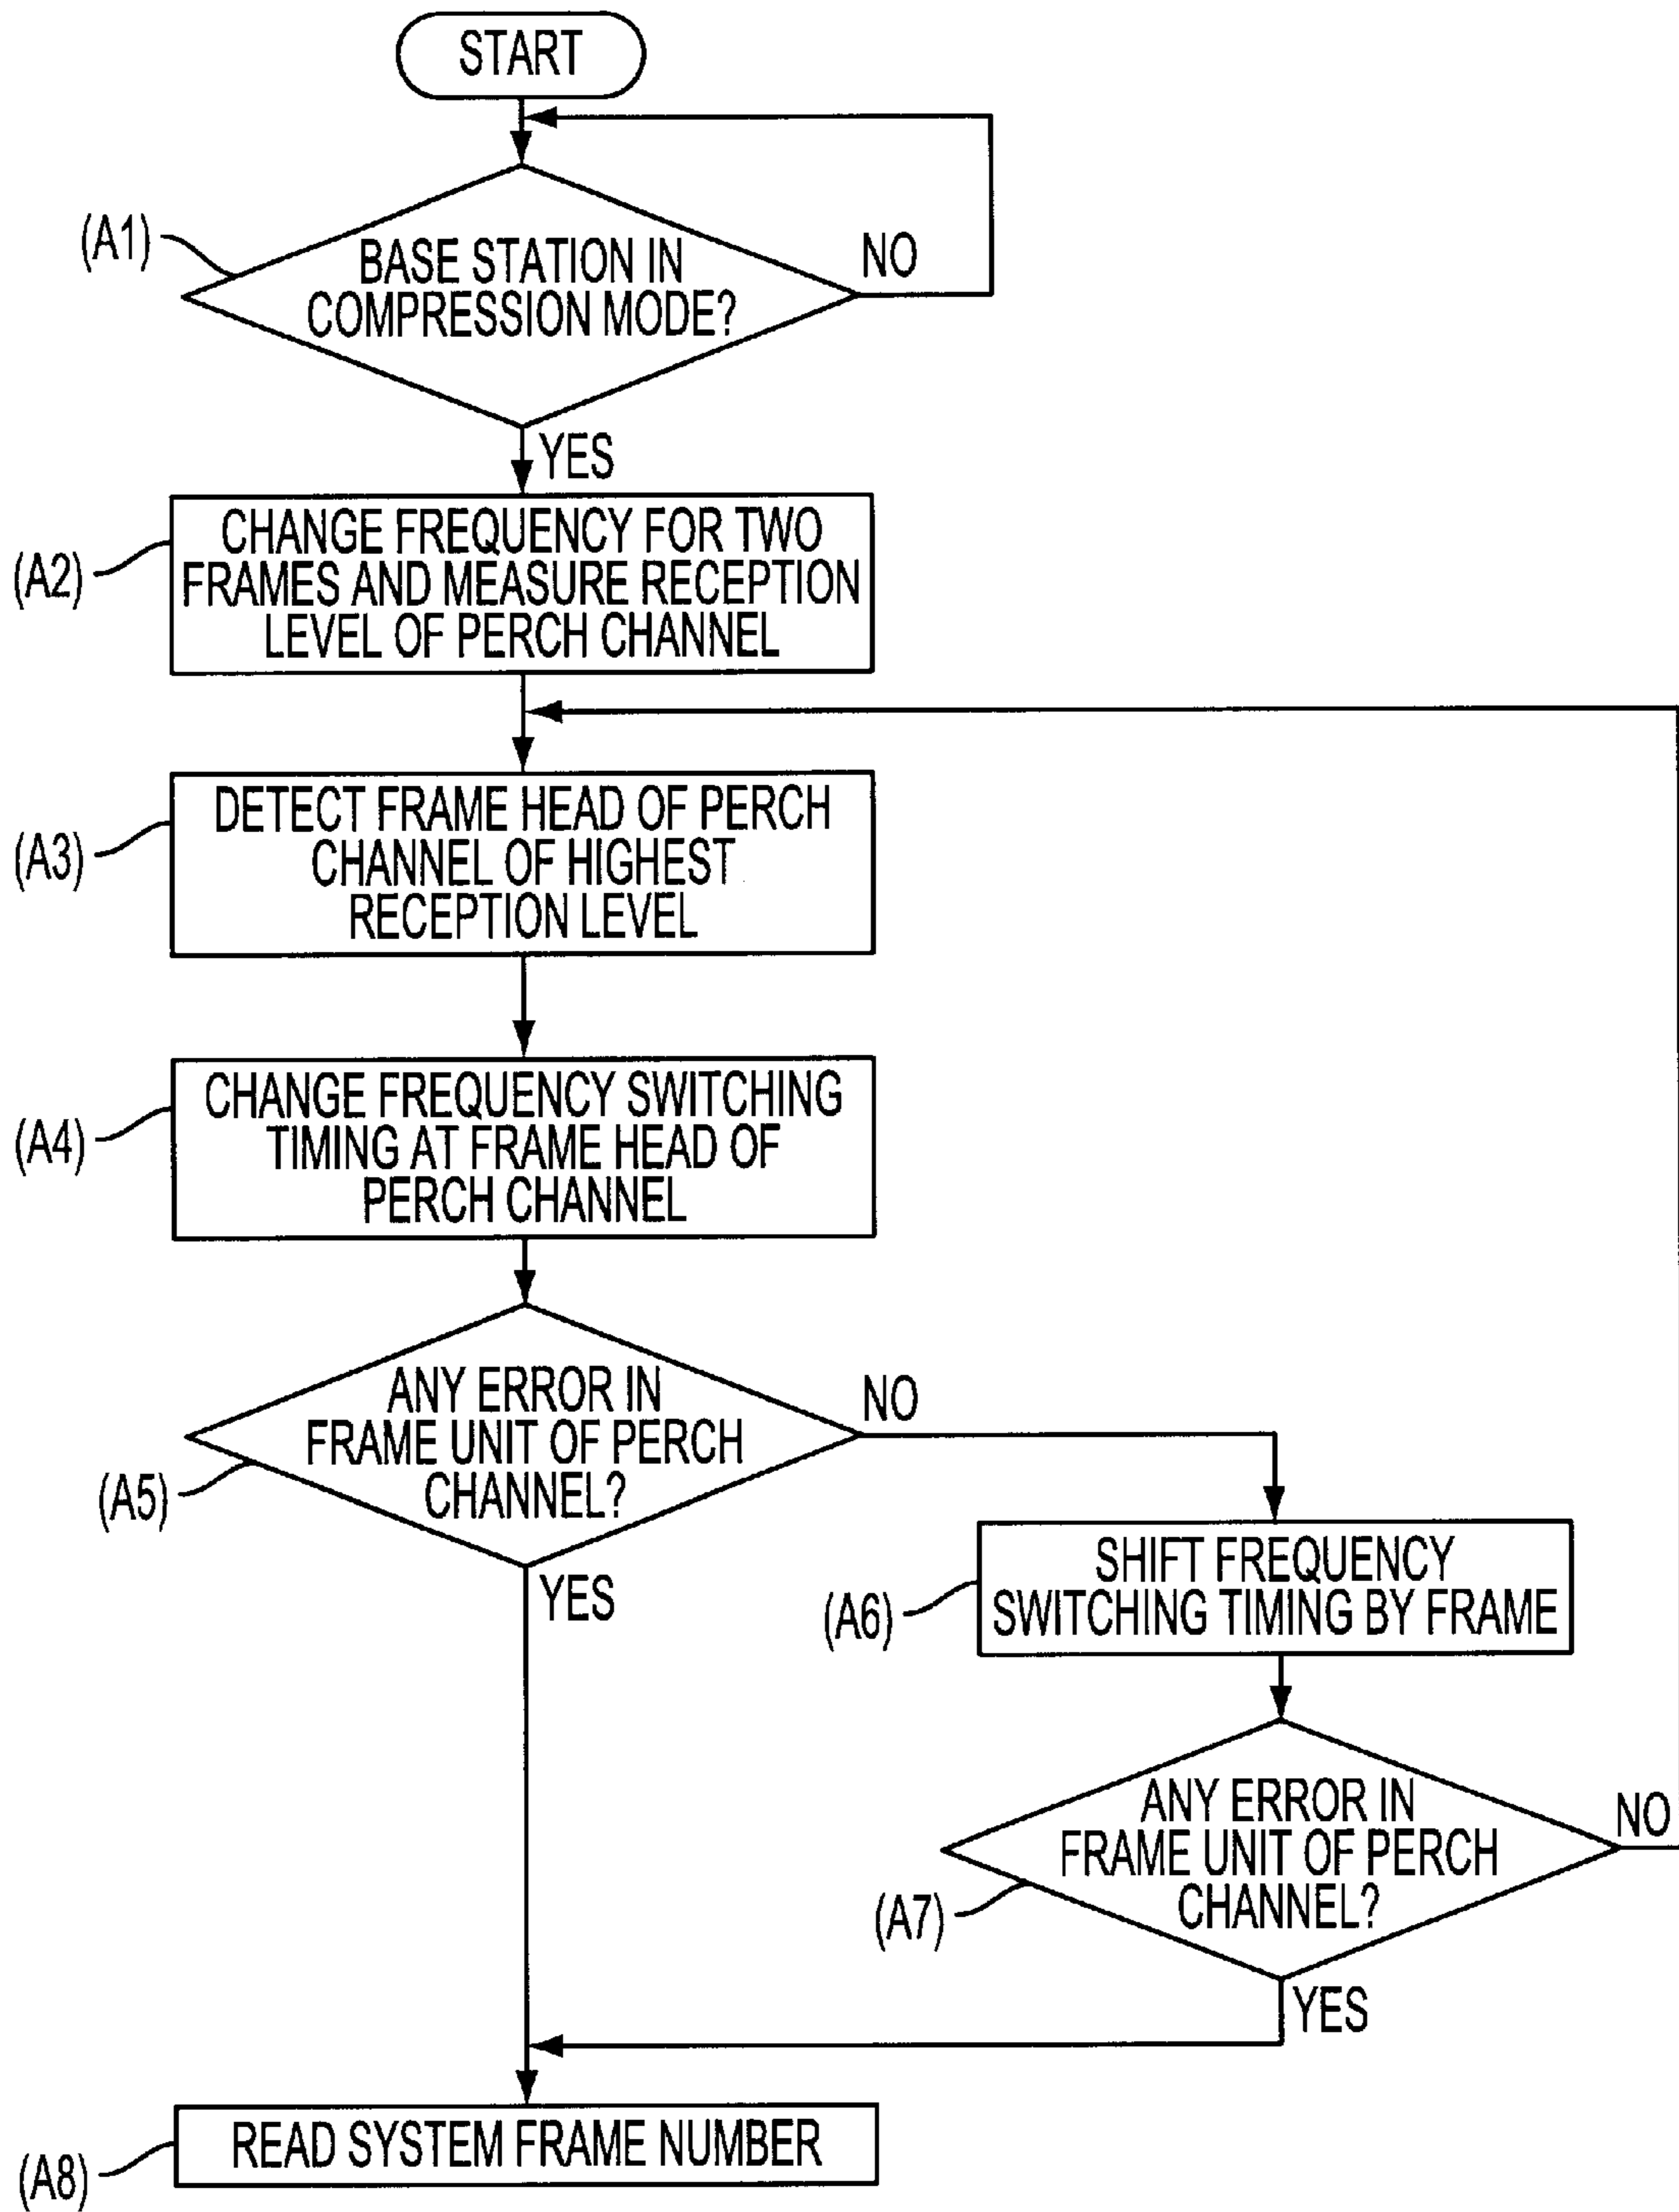 START
(A1)
BASE STATION IN
COMPRESSION MODE?
NO
YES
(A2)
CHANGE FREQUENCY FOR TWO
FRAMES AND MEASURE RECEPTION
LEVEL OF PERCH CHANNEL
(A3)
DETECT FRAME HEAD OF PERCH
CHANNEL OF HIGHEST
RECEPTION LEVEL
(A4)
CHANGE FREQUENCY SWITCHING
TIMING AT FRAME HEAD OF
PERCH CHANNEL
(A5)
ANY ERROR IN
FRAME UNIT OF PERCH
CHANNEL?
NO
YES
(A6)
SHIFT FREQUENCY
SWITCHING TIMING BY FRAME
(A7)
ANY ERROR IN
FRAME UNIT OF PERCH
CHANNEL?
NO
YES
(A8)
READ SYSTEM FRAME NUMBER